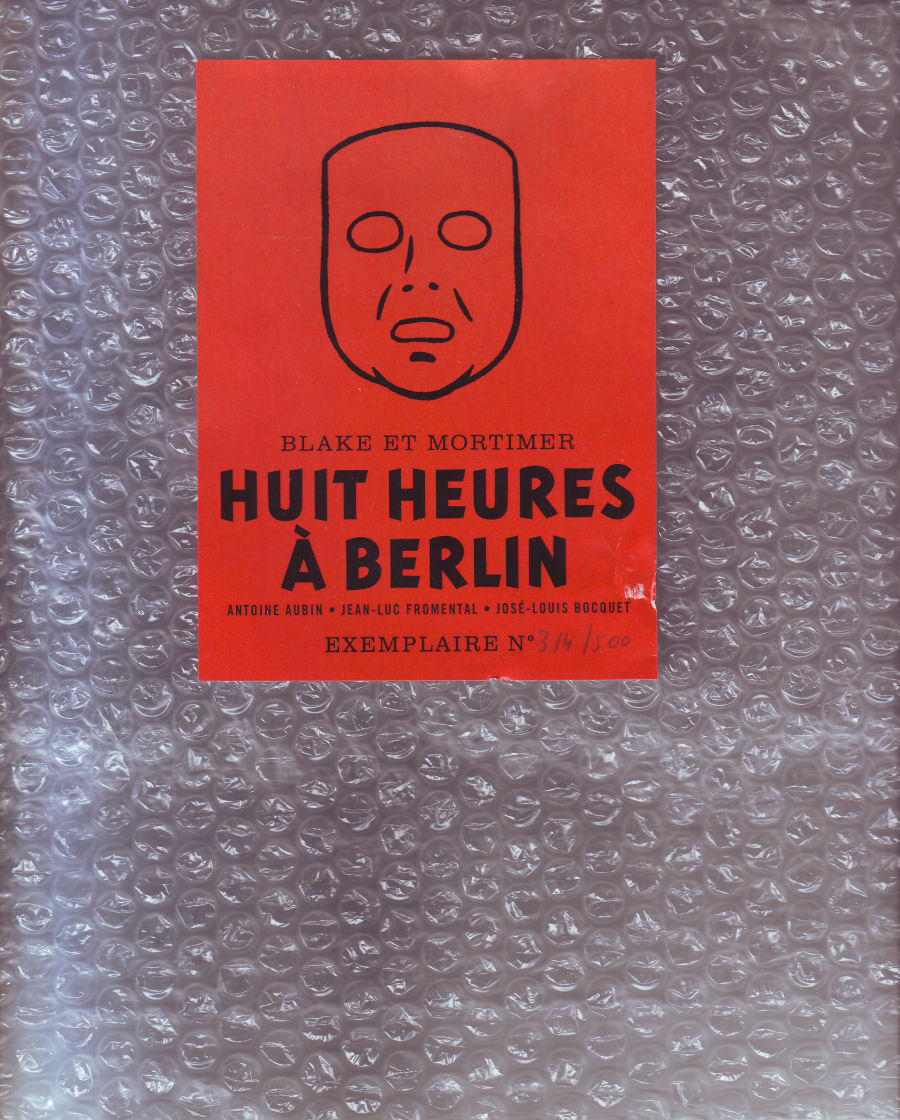 BLAKE ET MORTIMER
HUIT HEURES
À BERLIN
ANTOINE AUBIN • JEAN-LUC FROMENTAL • JOSÉ-LOUIS BOCQUET
EXEMPLAIRE N° 314/500